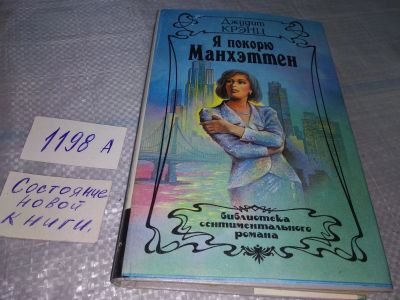 Джудит
КРЭНЦ
Я покорю
Манхэттен
библиотека
сентиментального
романа
1198 А
Состояние
новой
книги.